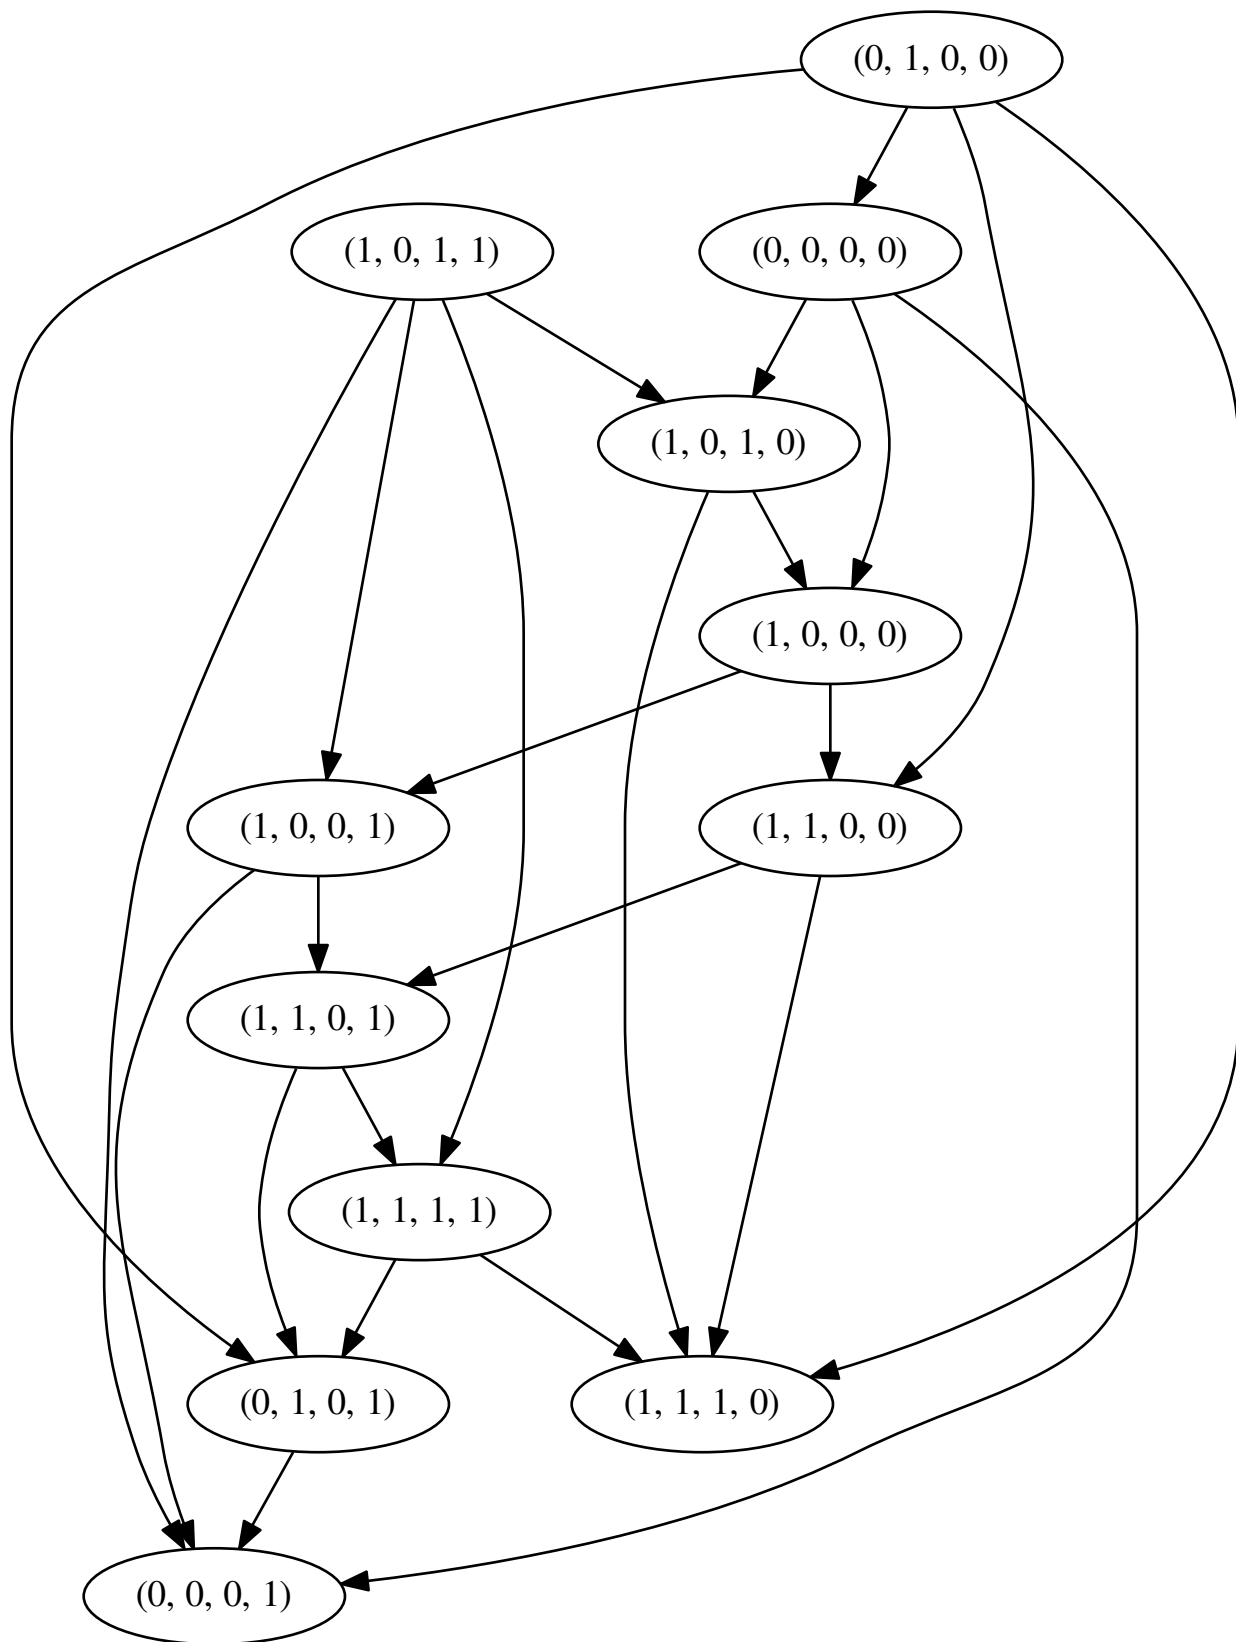 (0, 1, 0, 0)
(1, 0, 1, 1)
(0, 0, 0, 0)
(1, 0, 1, 0)
(1, 0, 0, 0)
(1, 0, 0, 1)
(1, 1, 0, 0)
(1, 1, 0, 1)
(1, 1, 1, 1)
(0, 1, 0, 1)
(1, 1, 1, 0)
(0, 0, 0, 1)